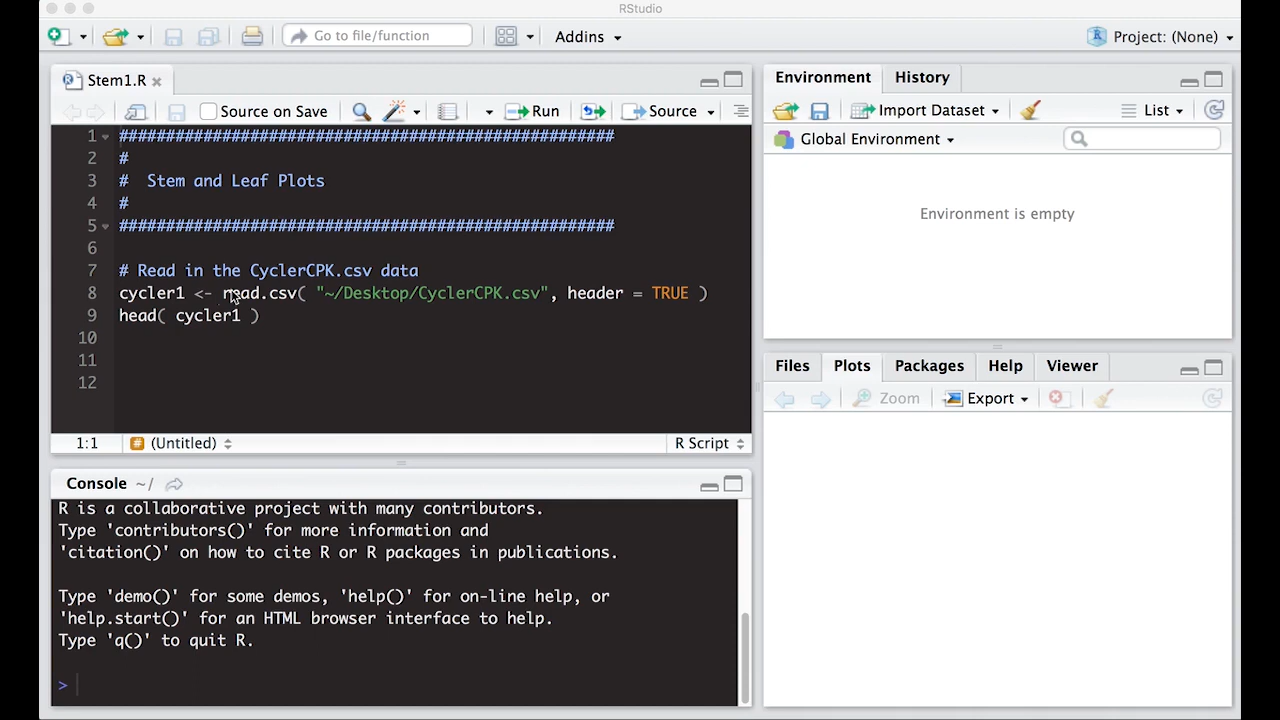 RStudio
Go to file/function
Addins
Project: (None)
Stem1.R
Source on Save
Run
Source
1 ######################################################
2 #
3 #  Stem and Leaf Plots
4 #
5 ######################################################
6
7 # Read in the CyclerCPK.csv data
8 cycler1 <- read.csv( "~/Desktop/CyclerCPK.csv", header = TRUE )
9 head( cycler1 )
10
11
12
1:1
(Untitled)
R Script
Console ~/
R is a collaborative project with many contributors.
Type 'contributors()' for more information and
'citation()' on how to cite R or R packages in publications.
Type 'demo()' for some demos, 'help()' for on-line help, or
'help.start()' for an HTML browser interface to help.
Type 'q()' to quit R.
>
Environment
History
Import Dataset
List
Global Environment
Environment is empty
Files
Plots
Packages
Help
Viewer
Zoom
Export